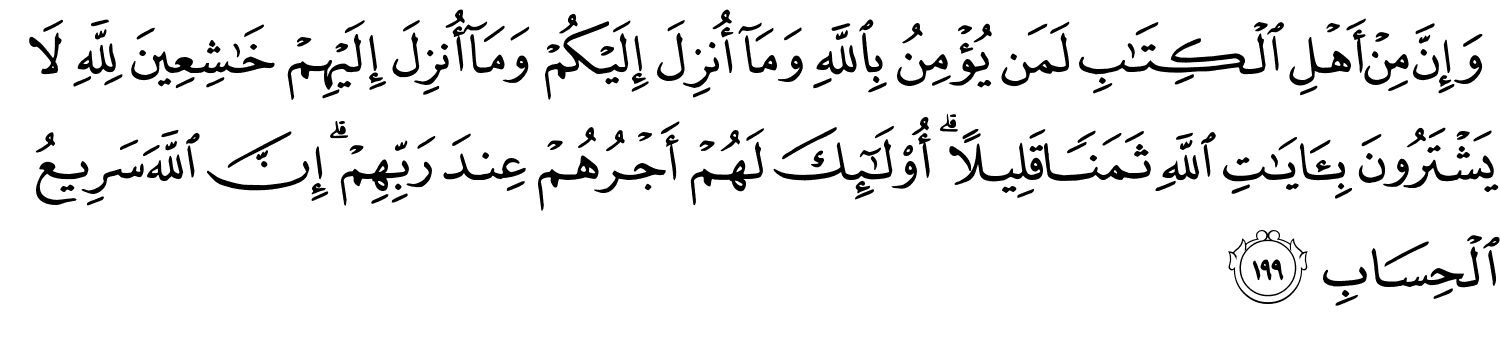 وَإِنَّ مِنْ أَهْلِ ٱلْكِتَـٰبِ لَمَن يُؤْمِنُ بِٱللَّهِ وَمَآ أُنزِلَ إِلَيْكُمْ وَمَآ أُنزِلَ إِلَيْهِمْ خَـٰشِعِينَ لِلَّهِ لَا
يَشْتَرُونَ بِـَٔايَـٰتِ ٱللَّهِ ثَمَنًا قَلِيلًا ۗ أُو۟لَـٰٓئِكَ لَهُمْ أَجْرُهُمْ عِندَ رَبِّهِمْ ۗ إِنَّ ٱللَّهَ سَرِيعُ
ٱلْحِسَابِ ١٩٩